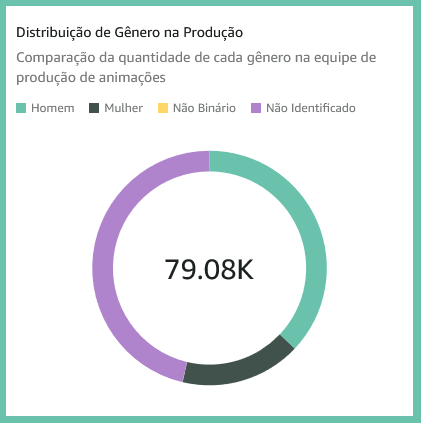 Distribuição de Gênero na Produção
Comparação da quantidade de cada gênero na equipe de
produção de animações
Homem Mulher Não Binário Não Identificado
79.08K